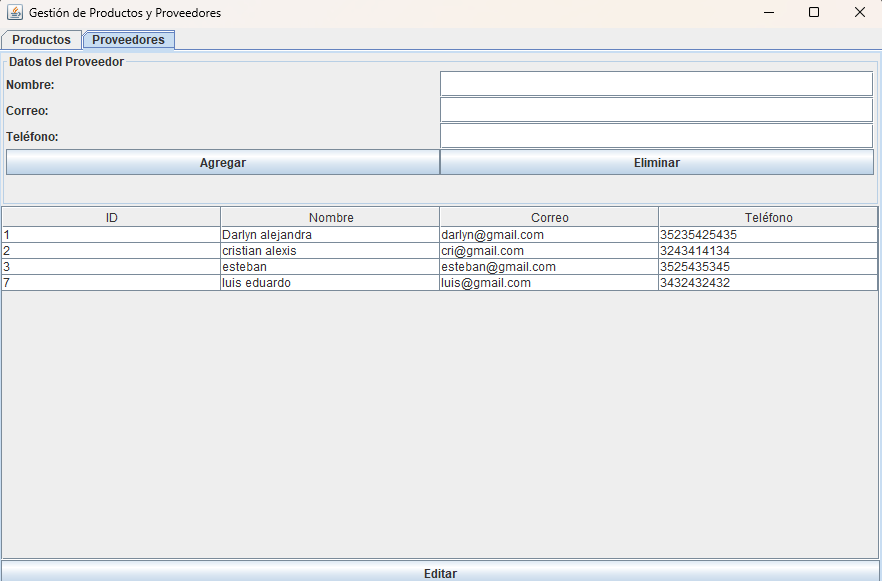 Gestión de Productos y Proveedores
Productos Proveedores
Datos del Proveedor
Nombre:
Correo:
Teléfono:
Agregar Eliminar
ID Nombre Correo Teléfono
1 Darlyn alejandra darlyn@gmail.com 35235425435
2 cristian alexis cri@gmail.com 3243414134
3 esteban esteban@gmail.com 3525435345
7 luis eduardo luis@gmail.com 3432432432
Editar